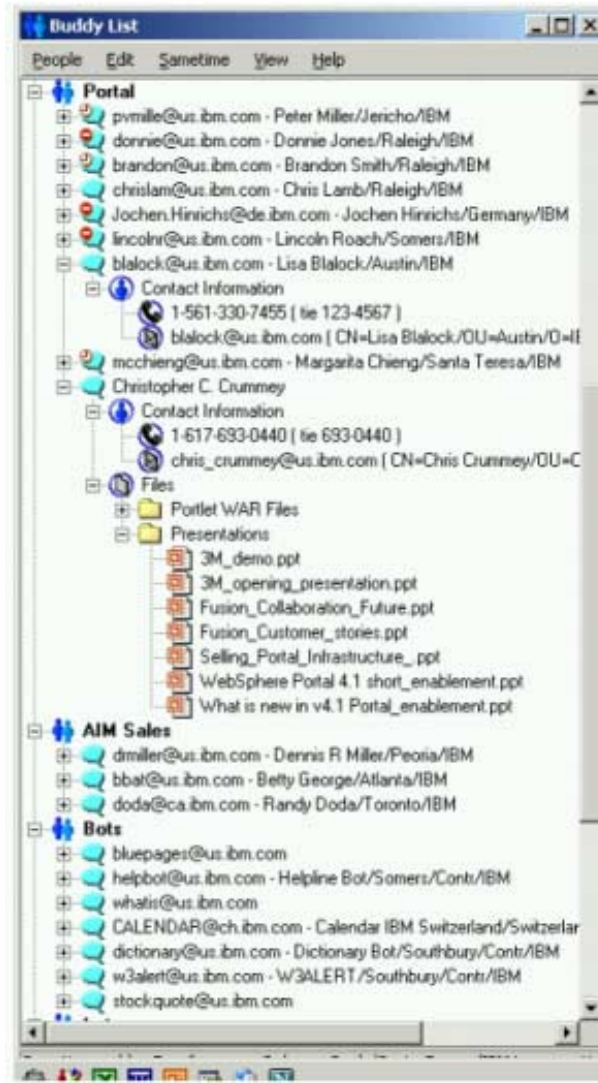 Buddy List
People Edit Sametime View Help
Portal
pvmille@us.ibm.com - Peter Miller/Jericho/IBM
donnie@us.ibm.com - Donnie Jones/Raleigh/IBM
brandon@us.ibm.com - Brandon Smith/Raleigh/IBM
chrislam@us.ibm.com - Chris Lamb/Raleigh/IBM
Jochen.Hinrichs@de.ibm.com - Jochen Hinrichs/Germany/IBM
lincolnr@us.ibm.com - Lincoln Roach/Somers/IBM
blalock@us.ibm.com - Lisa Blalock/Austin/IBM
Contact Information
1-561-330-7455 ( tie 123-4567 )
blalock@us.ibm.com ( CN=Lisa Blalock/OU=Austin/O=IE
mcchieng@us.ibm.com - Margarita Chieng/Santa Teresa/IBM
Christopher C. Crummey
Contact Information
1-617-693-0440 ( tie 693-0440 )
chris_crummey@us.ibm.com ( CN=Chris Crummey/OU=C
Files
Portlet WAR Files
Presentations
3M_demo.ppt
3M_opening_presentation.ppt
Fusion_Collaboration_Future.ppt
Fusion_Customer_stories.ppt
Selling_Portal_Infrastructure_.ppt
WebSphere Portal 4.1 short_enablement.ppt
What is new in v4.1 Portal_enablement.ppt
AIM Sales
drmiller@us.ibm.com - Dennis R Miller/Peoria/IBM
bbat@us.ibm.com - Betty George/Atlanta/IBM
doda@ca.ibm.com - Randy Doda/Toronto/IBM
Bots
bluepages@us.ibm.com
helpbot@us.ibm.com - Helpline Bot/Somers/Contr/IBM
whatis@us.ibm.com
CALENDAR@ch.ibm.com - Calendar IBM Switzerland/Switzerlar
dictionary@us.ibm.com - Dictionary Bot/Southbury/Contr/IBM
w3alert@us.ibm.com - W3ALERT/Southbury/Contr/IBM
stockquote@us.ibm.com